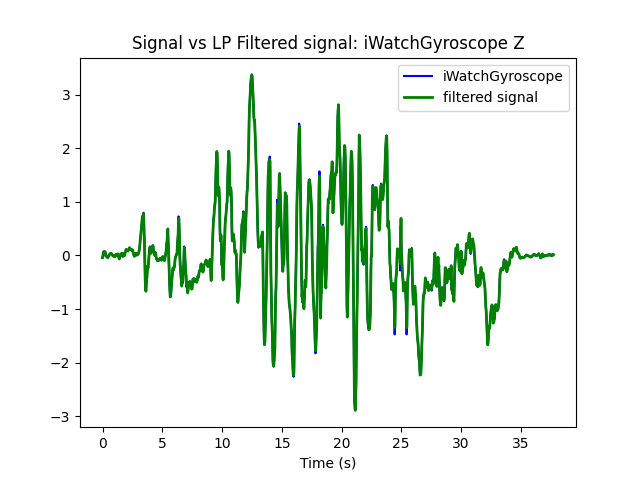 Signal vs LP Filtered signal: iWatchGyroscope Z
iWatchGyroscope
filtered signal
3
2
1
0
−1
−2
−3
0 5 10 15 20 25 30 35
Time (s)